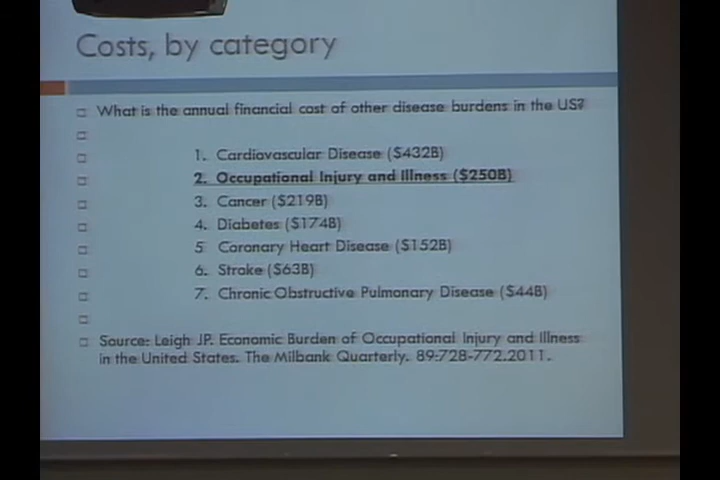 Costs, by category
What is the annual financial cost of other disease burdens in the US?
1. Cardiovascular Disease ($432B)
2. Occupational Injury and Illness ($250B)
3. Cancer ($219B)
4. Diabetes ($174B)
5 Coronary Heart Disease ($152B)
6. Stroke ($63B)
7. Chronic Obstructive Pulmonary Disease ($44B)
Source: Leigh JP. Economic Burden of Occupational Injury and Illness
in the United States. The Milbank Quarterly. 89:728-772.2011.